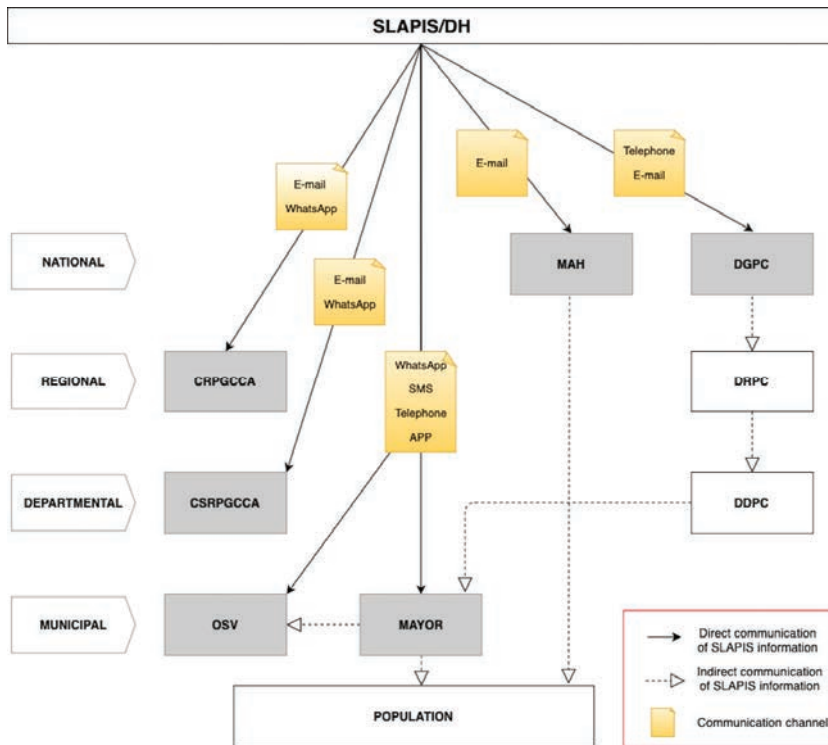 SLAPIS/DH
E-mail
WhatsApp
E-mail
Telephone
E-mail
NATIONAL
MAH
DGPC
E-mail
WhatsApp
REGIONAL
CRPGCCA
WhatsApp
SMS
Telephone
APP
DRPC
DEPARTMENTAL
CSRPGCCA
DDPC
MUNICIPAL
OSV
MAYOR
POPULATION
Direct communication
of SLAPIS information
Indirect communication
of SLAPIS information
Communication channel